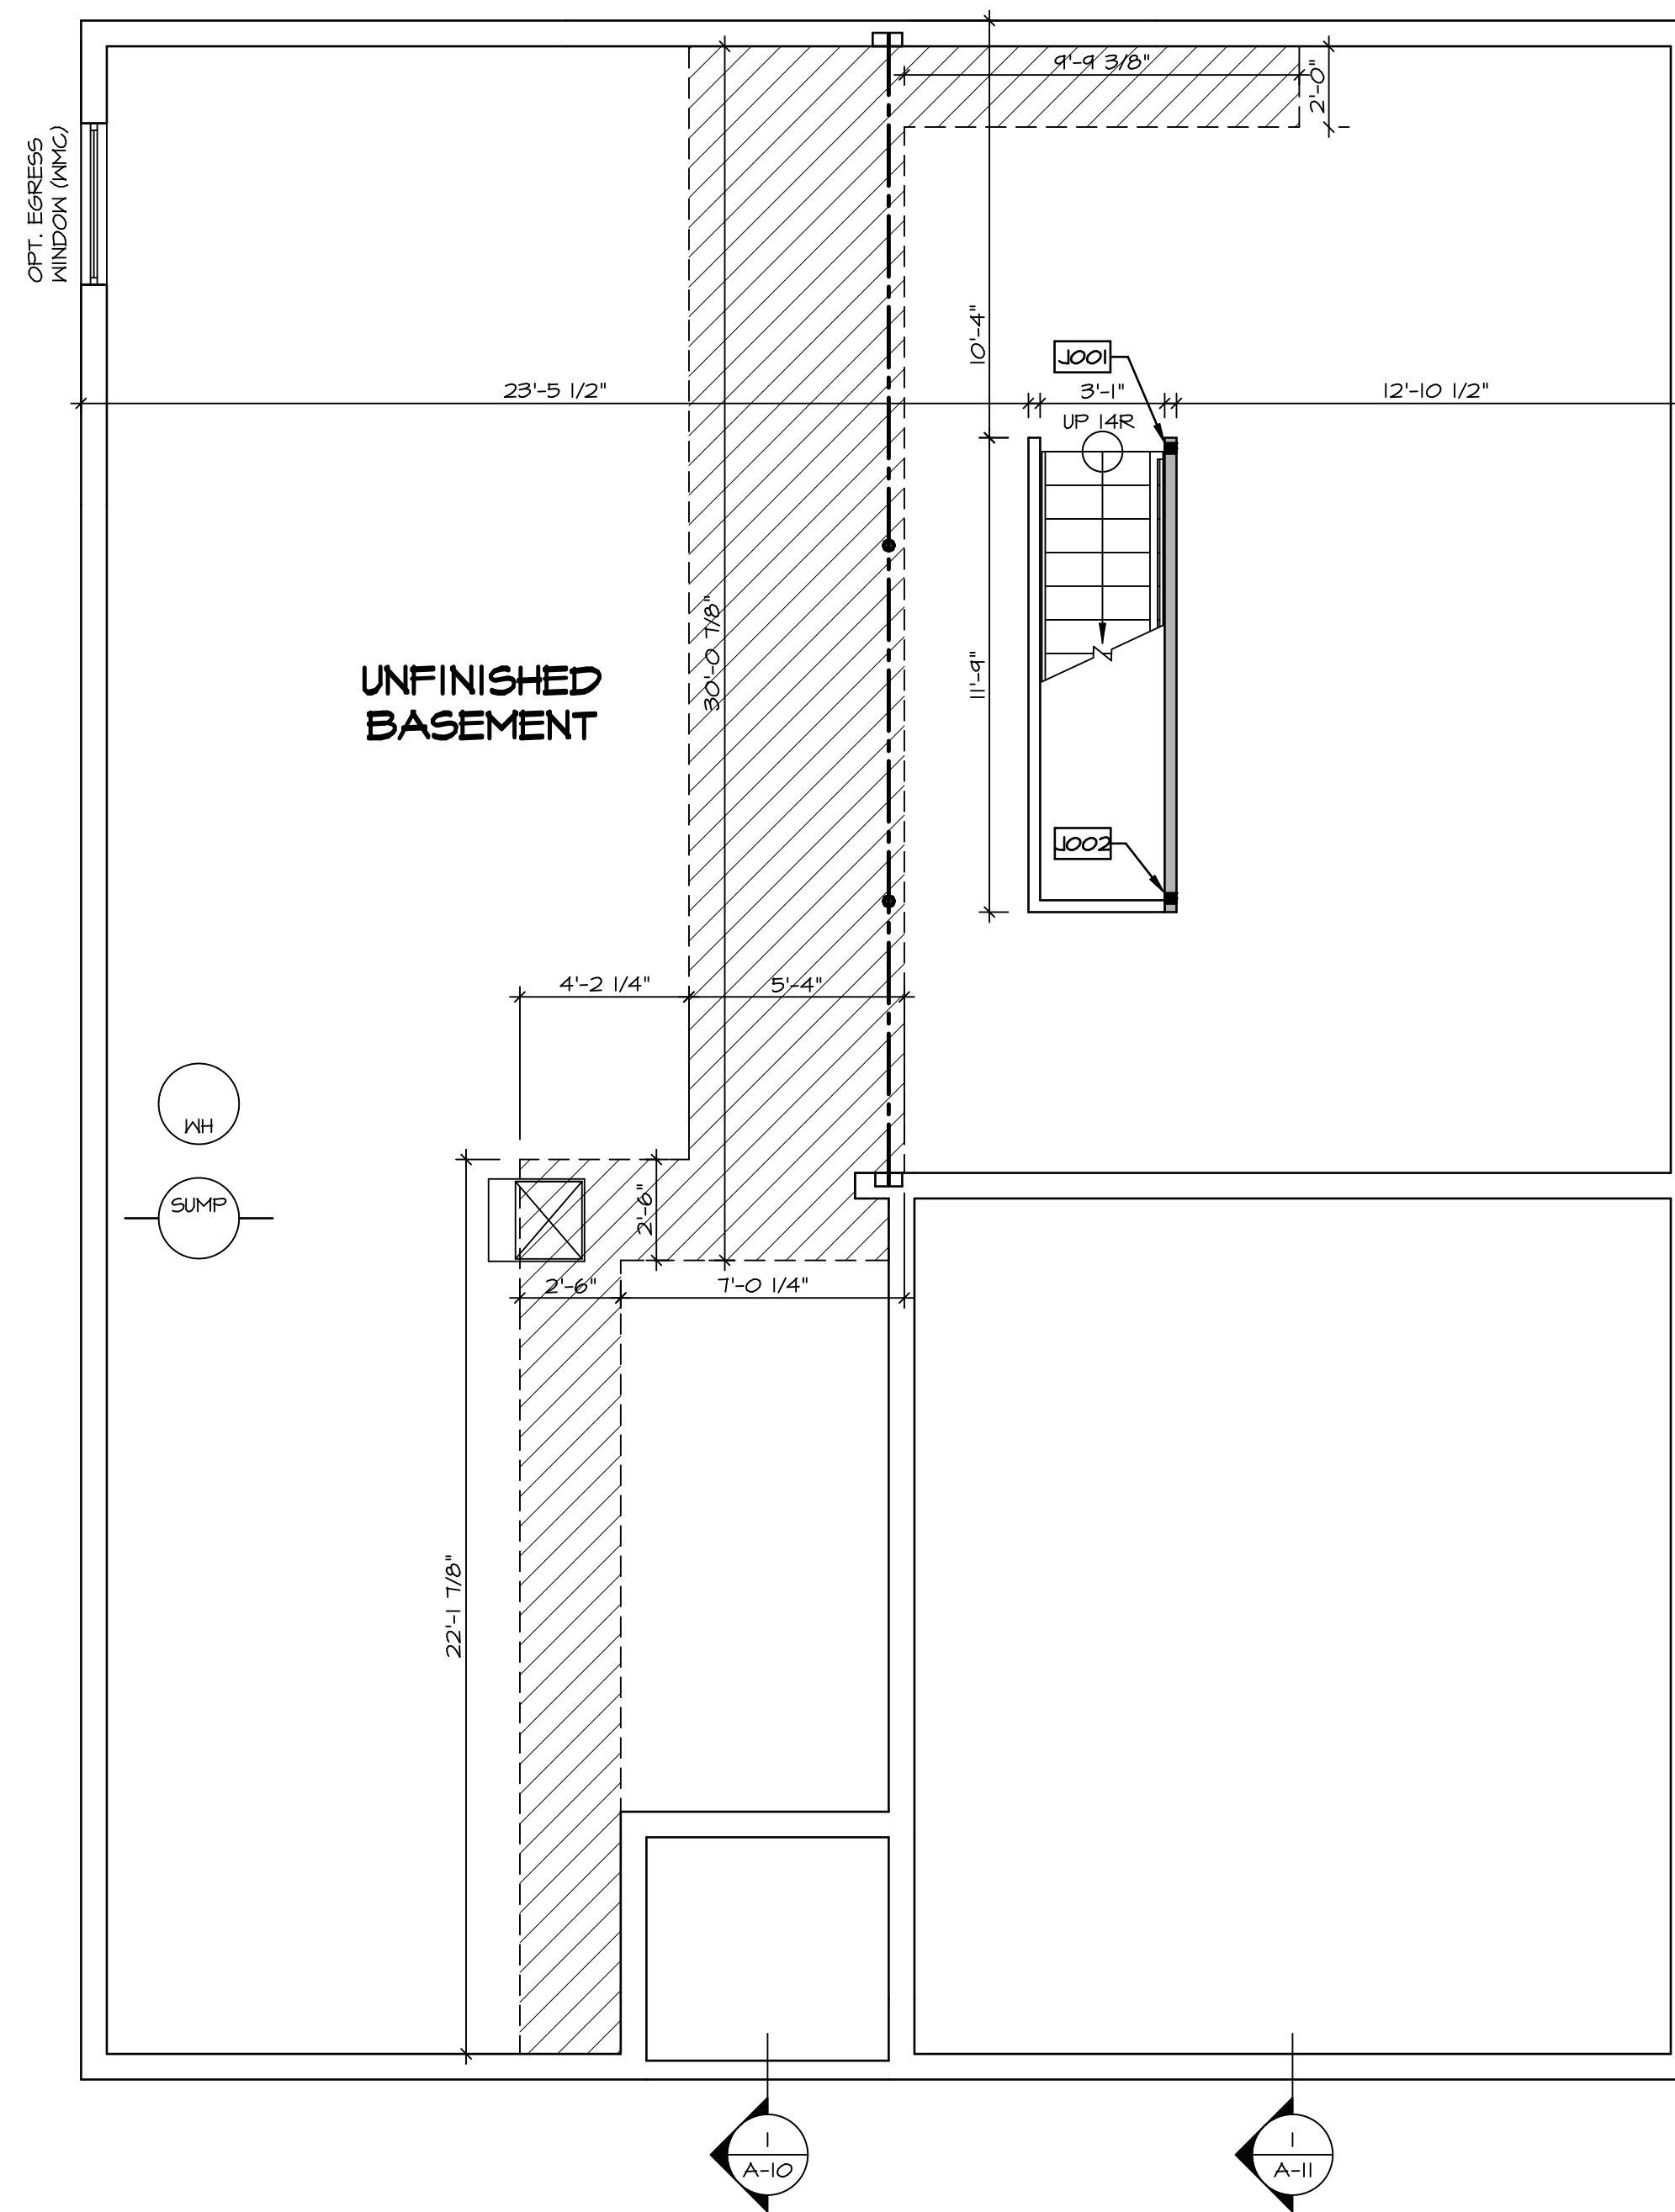 9'-9 3/8"
2'-0"
OPT. EGRESS
WINDOW (WMC)
10'-4"
J001
23'-5 1/2"
3'-1"
12'-10 1/2"
UP 14R
30'-0 7/8"
11'-9"
UNFINISHED
BASEMENT
J002
4'-2 1/4"
5'-4"
WH
SUMP
2'-6"
2'-6"
7'-0 1/4"
22'-1 7/8"
1
A-10
1
A-11